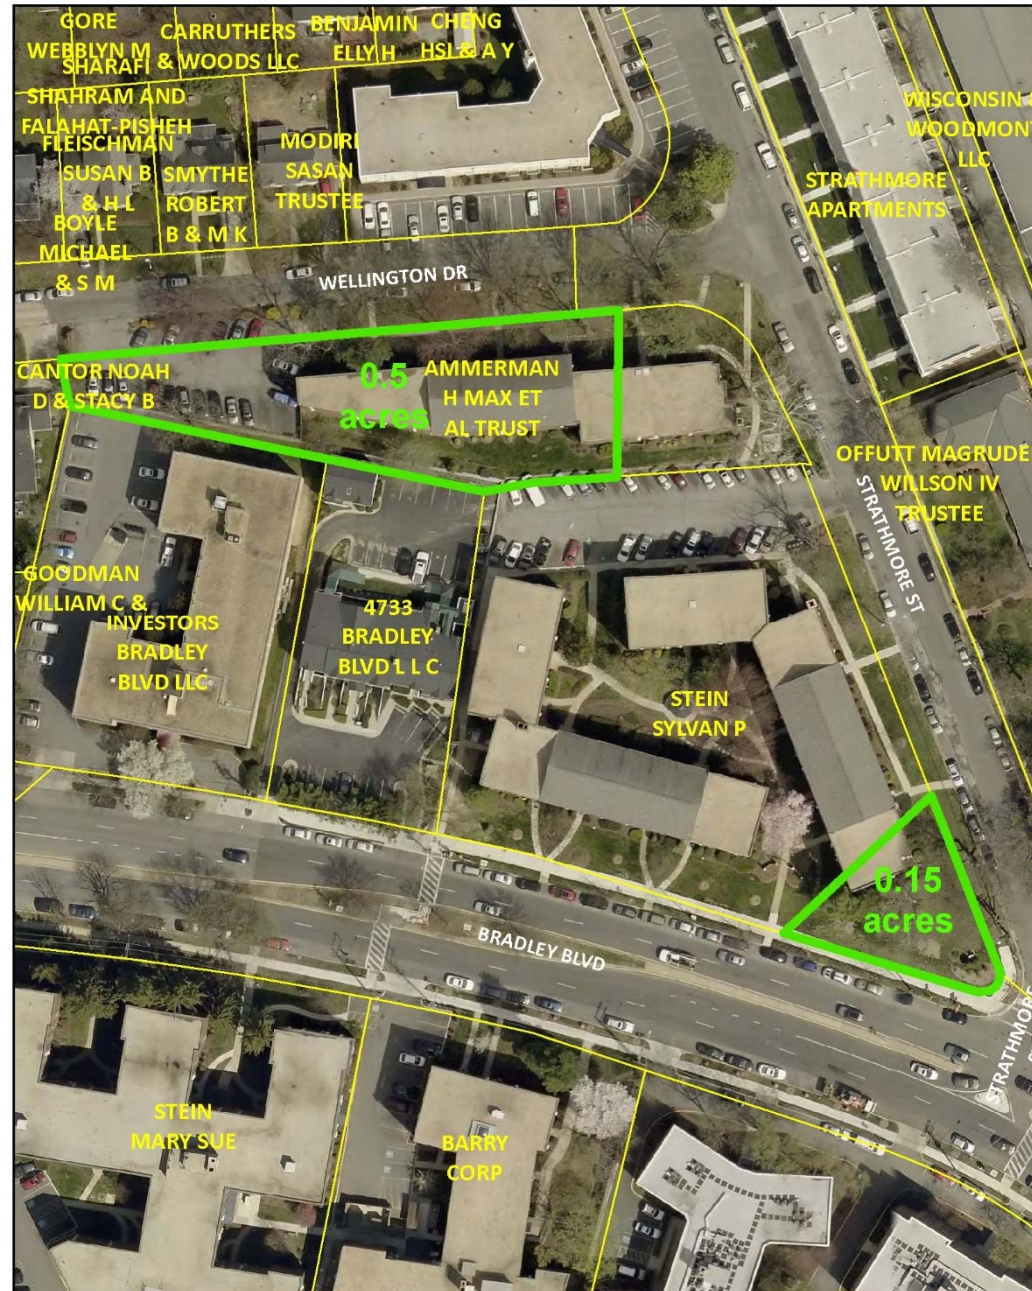 GORE
WEBBLYN M
CARRUTHERS
& WOODS LLC
BENJAMIN
ELLY H
CHENG
HSI & A Y
SHARAFI
SHAHRAM AND
FALAHAT-PISHEH
FLEISCHMAN
SUSAN B
& H L
SMYTHE
ROBERT
B & M K
MODIRI
SASAN
TRUSTEE
BOYLE
MICHAEL
& S M
WISCONSIN &
WOODMONT
LLC
STRATHMORE
APARTMENTS
WELLINGTON DR
CANTOR NOAH
D & STACY B
0.5
acres
AMMERMAN
H MAX ET
AL TRUST
OFFUTT MAGRUDE
WILLSON IV
TRUSTEE
STRATHMORE ST
GOODMAN
WILLIAM C &
INVESTORS
BRADLEY
BLVD LLC
4733
BRADLEY
BLVD L L C
STEIN
SYLVAN P
0.15
acres
BRADLEY BLVD
STRATHMORE
STEIN
MARY SUE
BARRY
CORP